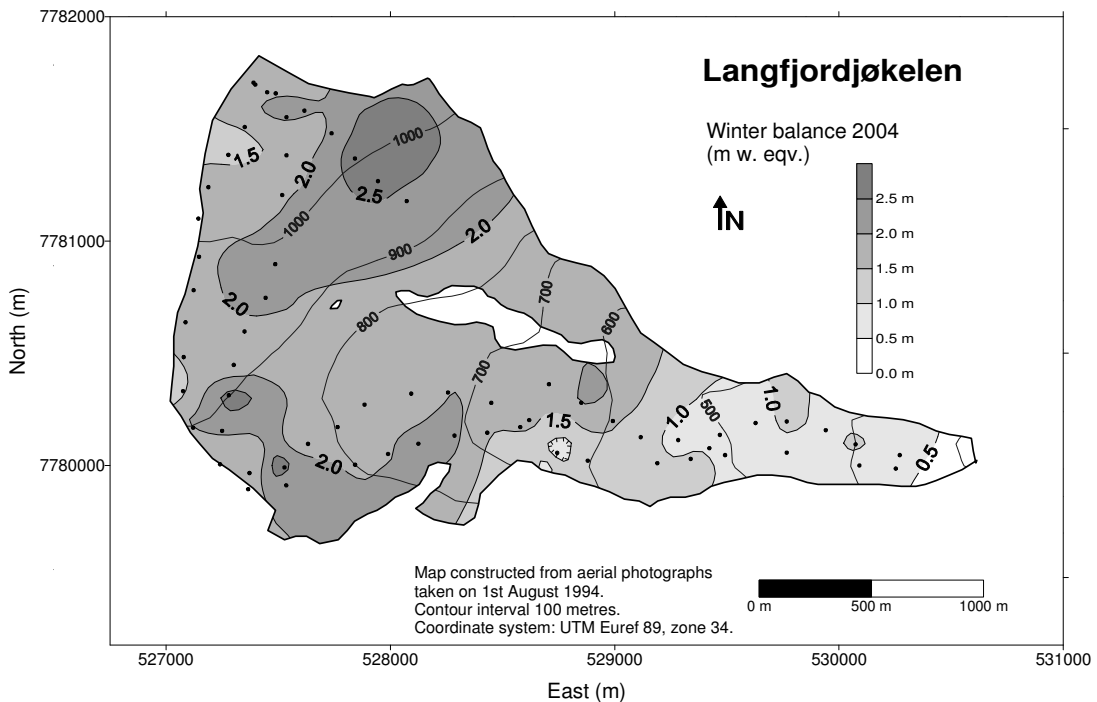 7782000
Langfjordjøkelen
Winter balance 2004
(m w. eqv.)
1000
1.5
2.0
2.5
2.5 m
2.0 m
N
1000
900
2.0
7781000
1.5 m
1.0 m
0.5 m
0.0 m
2.0
700
800
600
North (m)
700
1.0
500
1.0
1.5
2.0
0.5
7780000
Map constructed from aerial photographs
taken on 1st August 1994.
Contour interval 100 metres.
Coordinate system: UTM Euref 89, zone 34.
0 m 500 m 1000 m
527000 528000 529000 530000 531000
East (m)